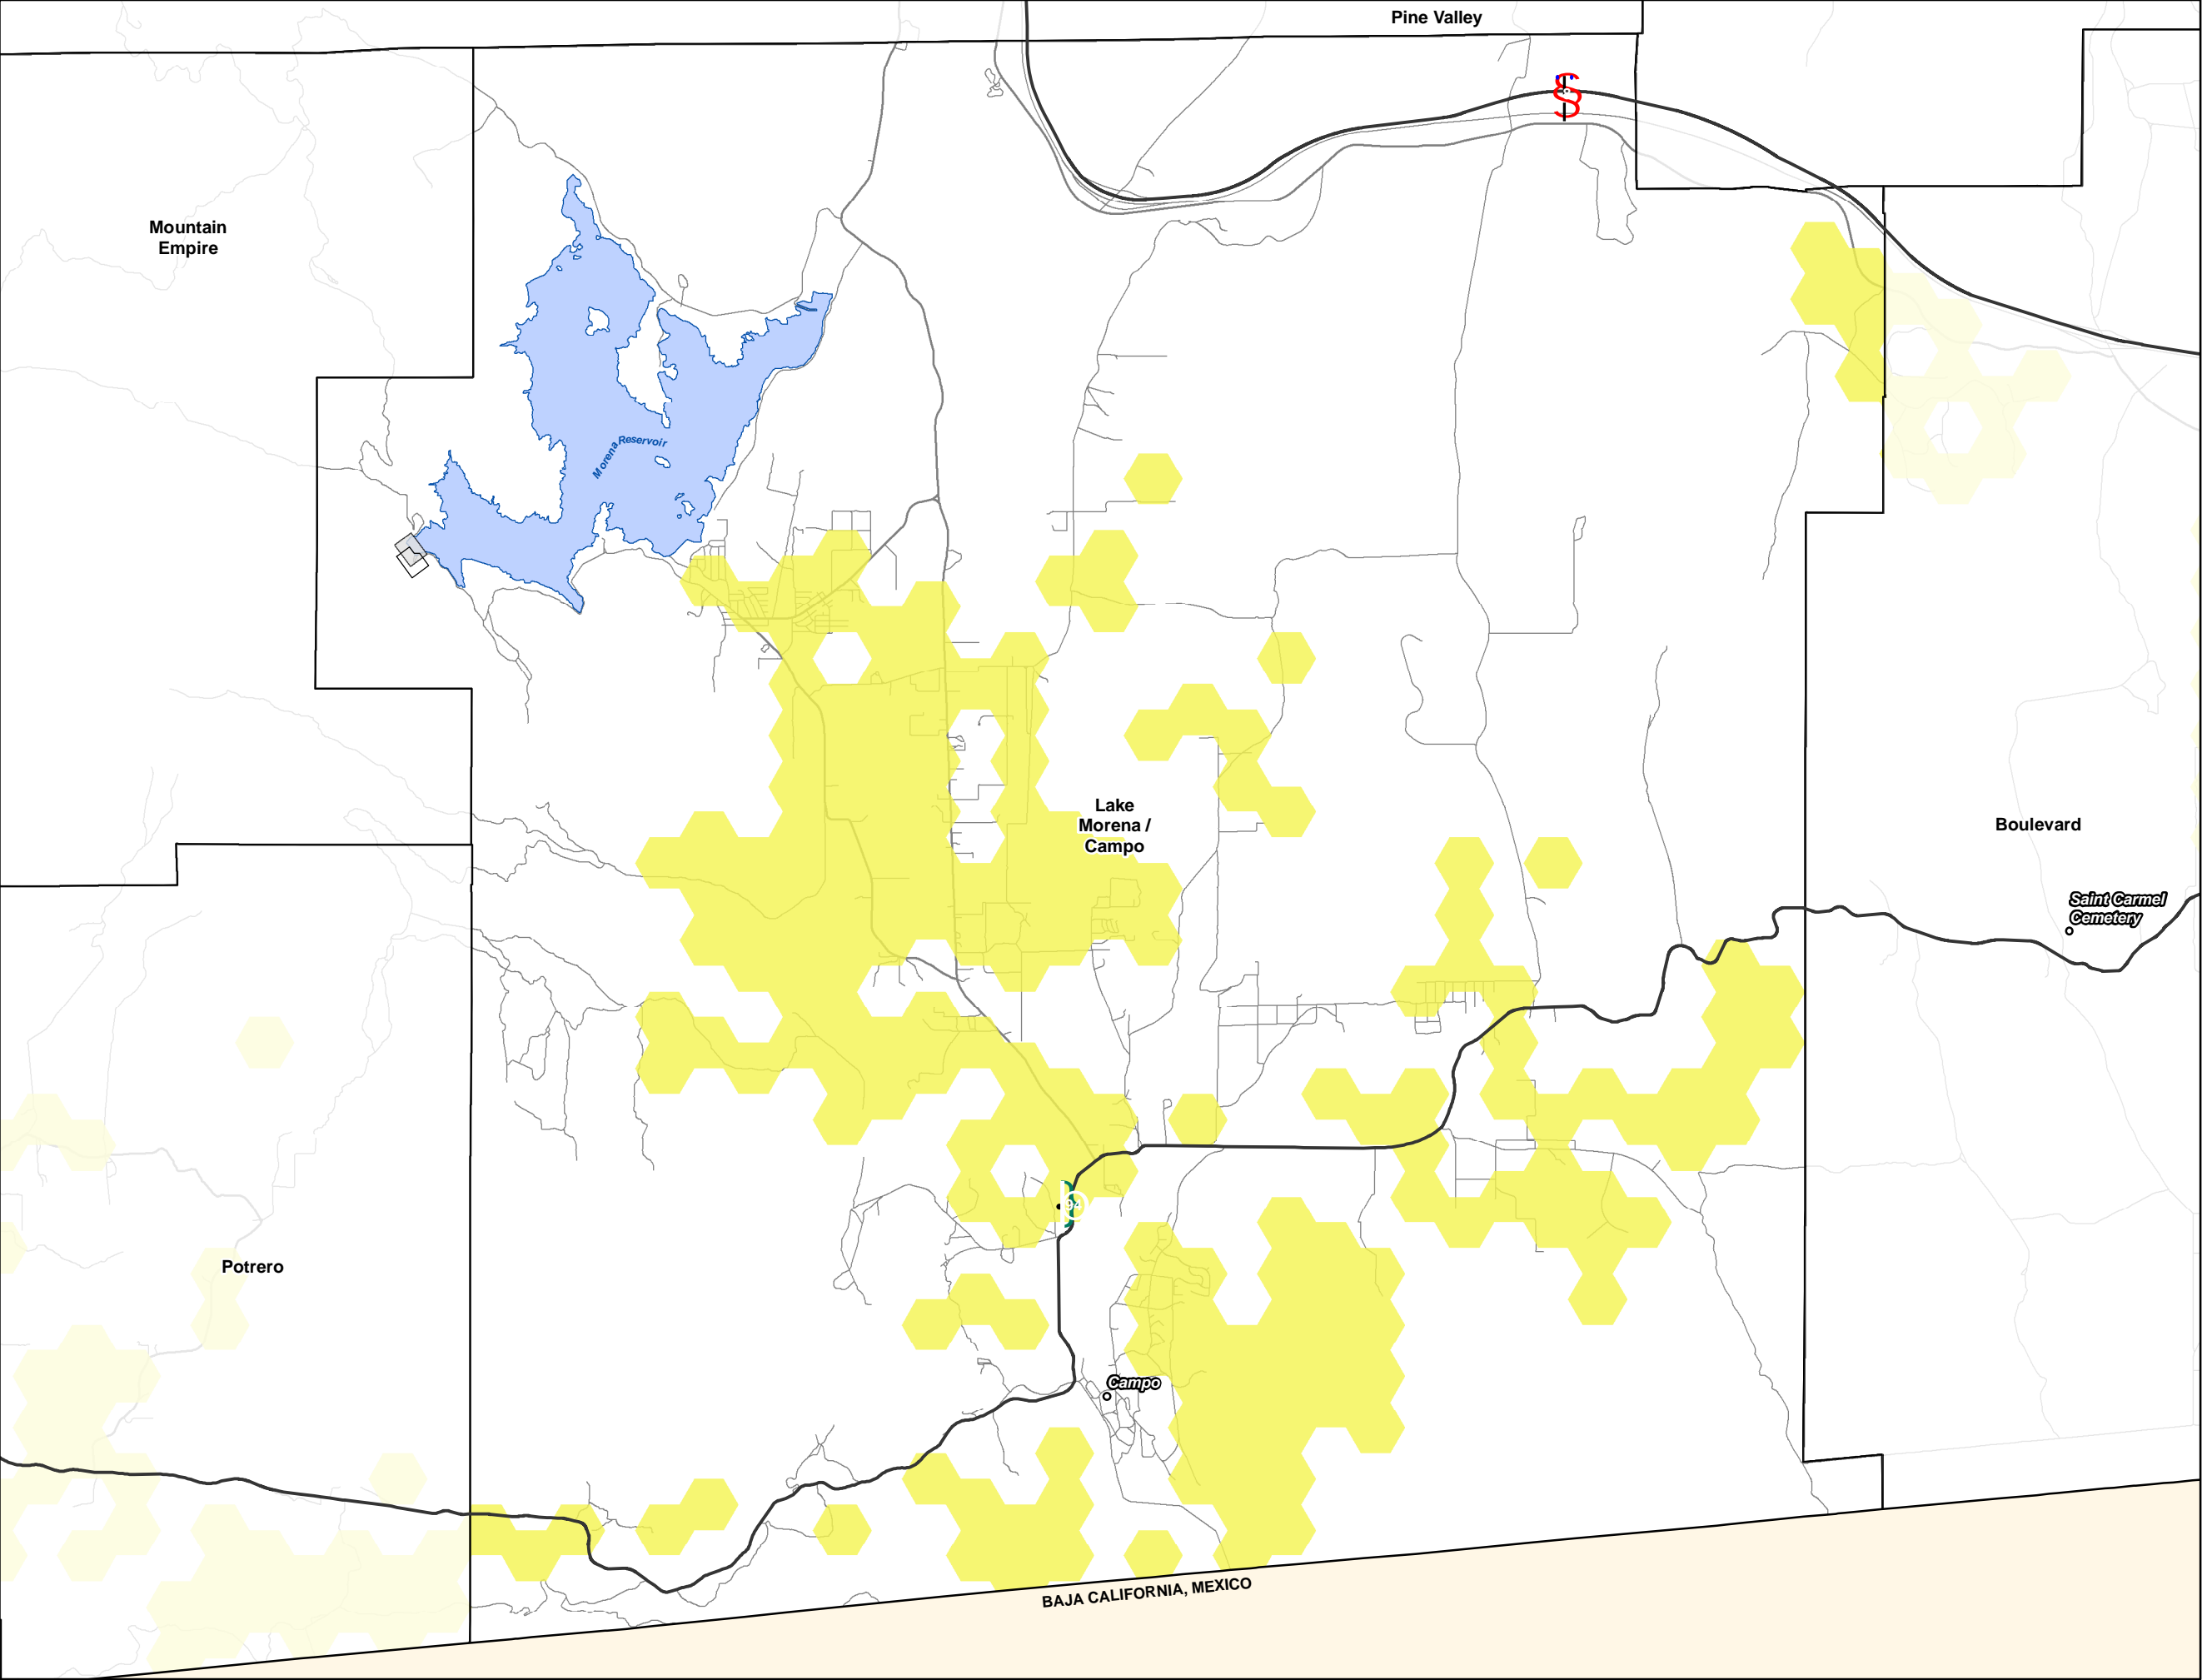 Pine Valley
Mountain
Empire
Morena Reservoir
Lake
Morena /
Campo
Boulevard
Saint Carmel
Cemetery
Potrero
Campo
BAJA CALIFORNIA, MEXICO